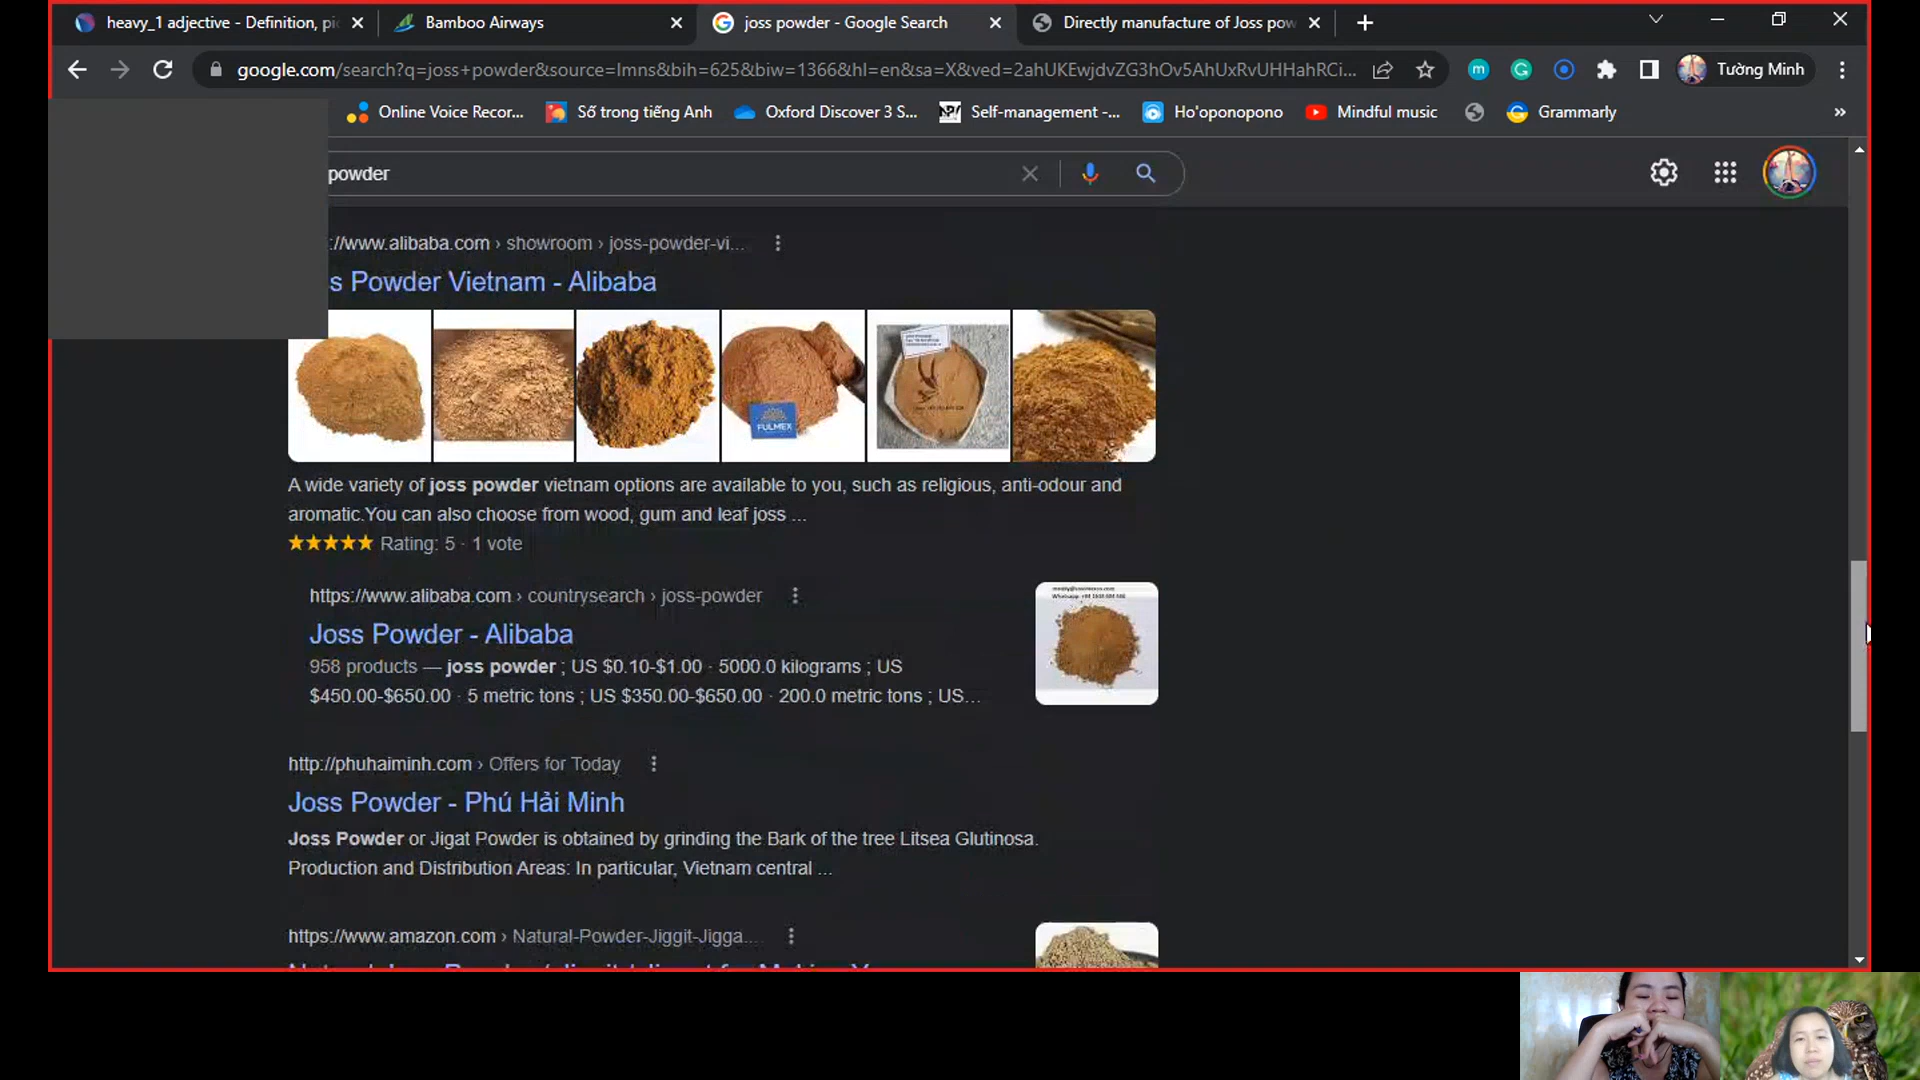 heavy_1 adjective - Definition, pic
Bamboo Airways
joss powder - Google Search
Directly manufacture of Joss pow
google.com/search?q=joss+powder&source=lmns&bih=625&biw=1366&hl=en&sa=X&ved=2ahUKEwjdvZG3hOv5AhUxRvUHHahRCi...
Tường Minh
Online Voice Recor...
Số trong tiếng Anh
Oxford Discover 3 S...
Self-management -...
Ho'oponopono
Mindful music
Grammarly
»
powder
://www.alibaba.com › showroom › joss-powder-vi...
s Powder Vietnam - Alibaba
FULMEX
A wide variety of joss powder vietnam options are available to you, such as religious, anti-odour and
aromatic.You can also choose from wood, gum and leaf joss ...
Rating: 5 · 1 vote
https://www.alibaba.com › countrysearch › joss-powder
Joss Powder - Alibaba
958 products — joss powder ; US $0.10-$1.00 · 5000.0 kilograms ; US
$450.00-$650.00 · 5 metric tons ; US $350.00-$650.00 · 200.0 metric tons ; US...
http://phuhaiminh.com › Offers for Today
Joss Powder - Phú Hải Minh
Joss Powder or Jigat Powder is obtained by grinding the Bark of the tree Litsea Glutinosa.
Production and Distribution Areas: In particular, Vietnam central ...
https://www.amazon.com › Natural-Powder-Jiggit-Jigga...